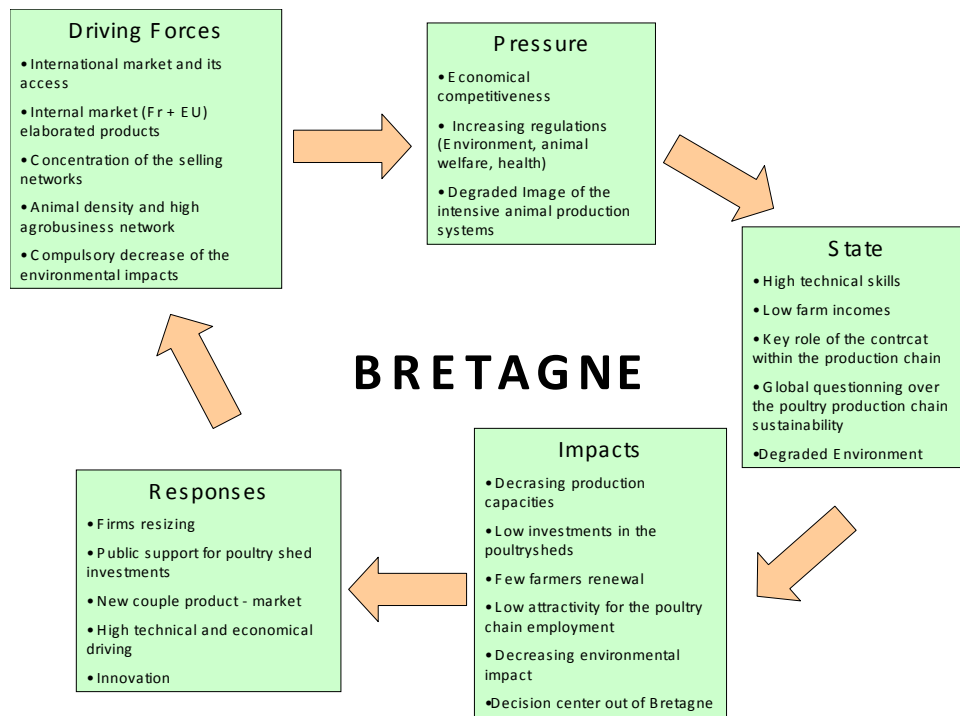 Driving Forces
• International market and its
access
• Internal market (Fr + EU)
elaborated products
• Concentration of the selling
networks
• Animal density and high
agrobusiness network
• Compulsory decrease of the
environmental impacts
Pressure
• Economical
competitiveness
• Increasing regulations
(Environment, animal
welfare, health)
• Degraded Image of the
intensive animal production
systems
State
• High technical skills
• Low farm incomes
• Key role of the contrcat
within the production chain
• Global questionning over
the poultry production chain
sustainability
•Degraded Environment
BRETAGNE
Impacts
• Decrasing production
capacities
• Low investments in the
poultrysheds
• Few farmers renewal
• Low attractivity for the poultry
chain employment
• Decreasing environmental
impact
•Decision center out of Bretagne
Responses
• Firms resizing
• Public support for poultry shed
investments
• New couple product - market
• High technical and economical
driving
• Innovation